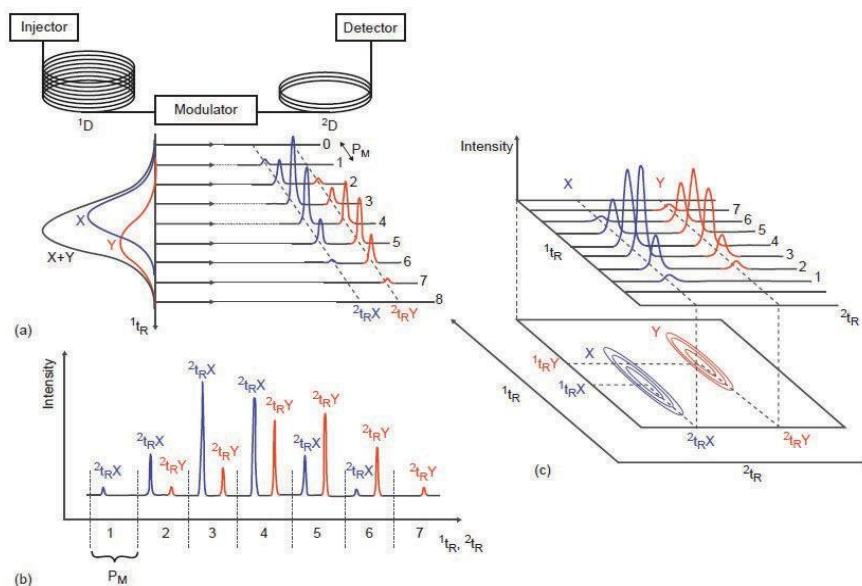 Injector
Detector
Modulator
¹D
²D
0
P_M
1
2
3
4
5
6
7
8
X
Y
X+Y
²t_RX
²t_RY
(a)
¹t_R
Intensity
X
Y
7
6
5
4
3
2
1
¹t_R
²t_R
X
Y
¹t_RY
¹t_RX
¹t_R
²t_RX
²t_RY
(c)
²t_R
Intensity
²t_RX
²t_RX
²t_RX
²t_RY
²t_RX
²t_RY
²t_RY
²t_RX
²t_RY
²t_RX
²t_RY
²t_RY
1
2
3
4
5
6
7
¹t_R, ²t_R
P_M
(b)